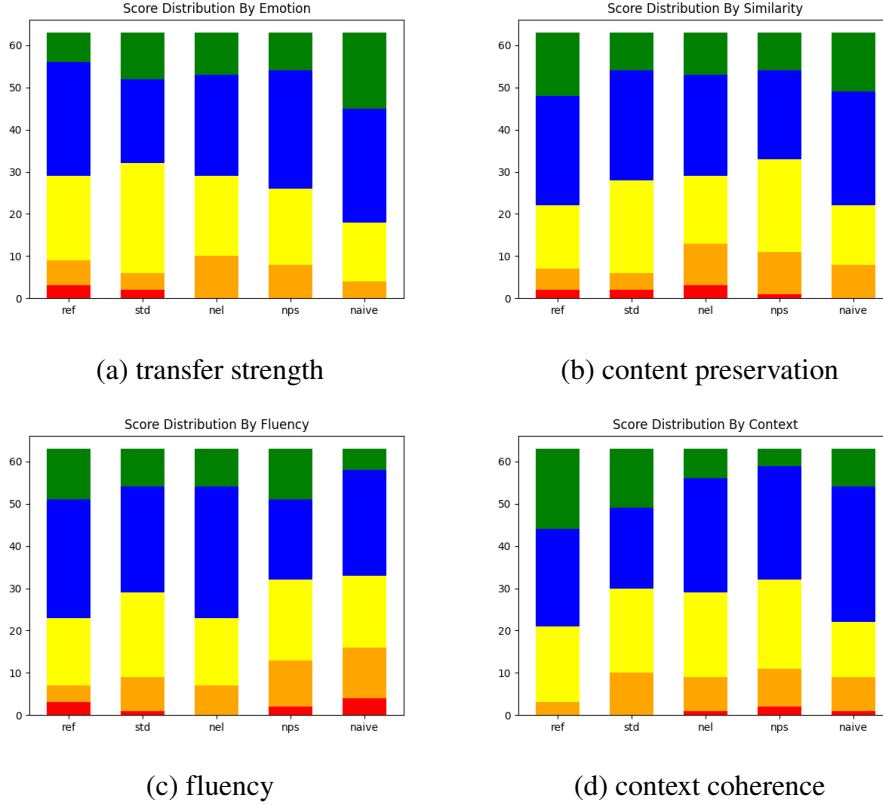 Score Distribution By Emotion
60
50
40
30
20
10
0
ref std nel nps naive
(a) transfer strength
Score Distribution By Similarity
60
50
40
30
20
10
0
ref std nel nps naive
(b) content preservation
Score Distribution By Fluency
60
50
40
30
20
10
0
ref std nel nps naive
(c) fluency
Score Distribution By Context
60
50
40
30
20
10
0
ref std nel nps naive
(d) context coherence